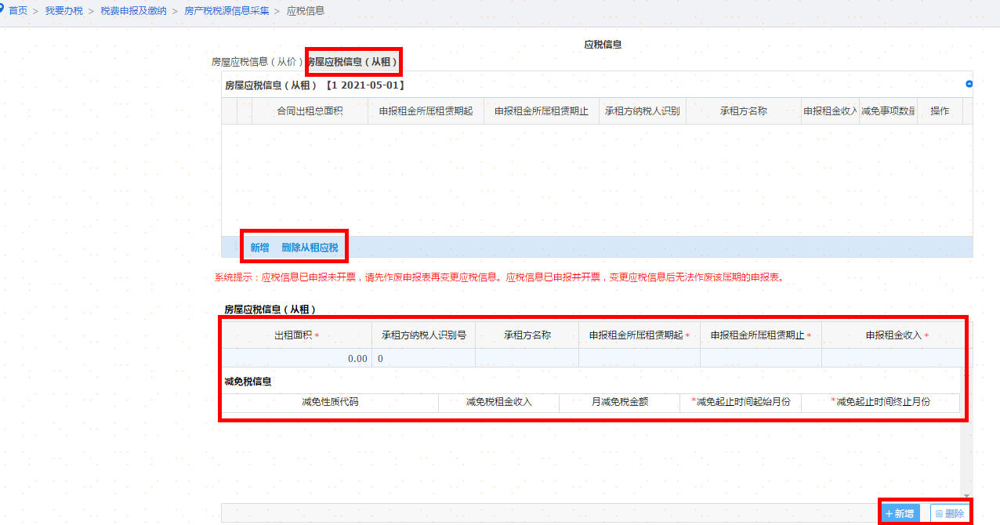 首页 > 我要办税 > 税费申报及缴纳 > 房产税税源信息采集 > 应税信息
应税信息
房屋应税信息（从价） 房屋应税信息（从租）
房屋应税信息（从租）【1 2021-05-01】
合同出租总面积 申报租金所属租赁期起 申报租金所属租赁期止 承租方纳税人识别 承租方名称 申报租金收入 减免事项数量 操作
新增 删除从租应税
系统提示：应税信息已申报未开票，请先作废申报表再变更应税信息。应税信息已申报并开票，变更应税信息后无法作废该属期的申报表。
房屋应税信息（从租）
出租面积* 承租方纳税人识别号 承租方名称 申报租金所属租赁期起* 申报租金所属租赁期止* 申报租金收入*
0.00 0
减免税信息
减免性质代码 减免税租金收入 月减免税金额 *减免起止时间起始月份 *减免起止时间终止月份
+新增 删除